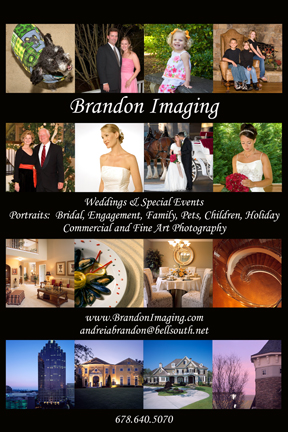 Brandon Imaging
Weddings & Special Events
Portraits:  Bridal, Engagement, Family, Pets, Children, Holiday
Commercial and Fine Art Photography
www.BrandonImaging.com
andreiabrandon@bellsouth.net
678.640.5070